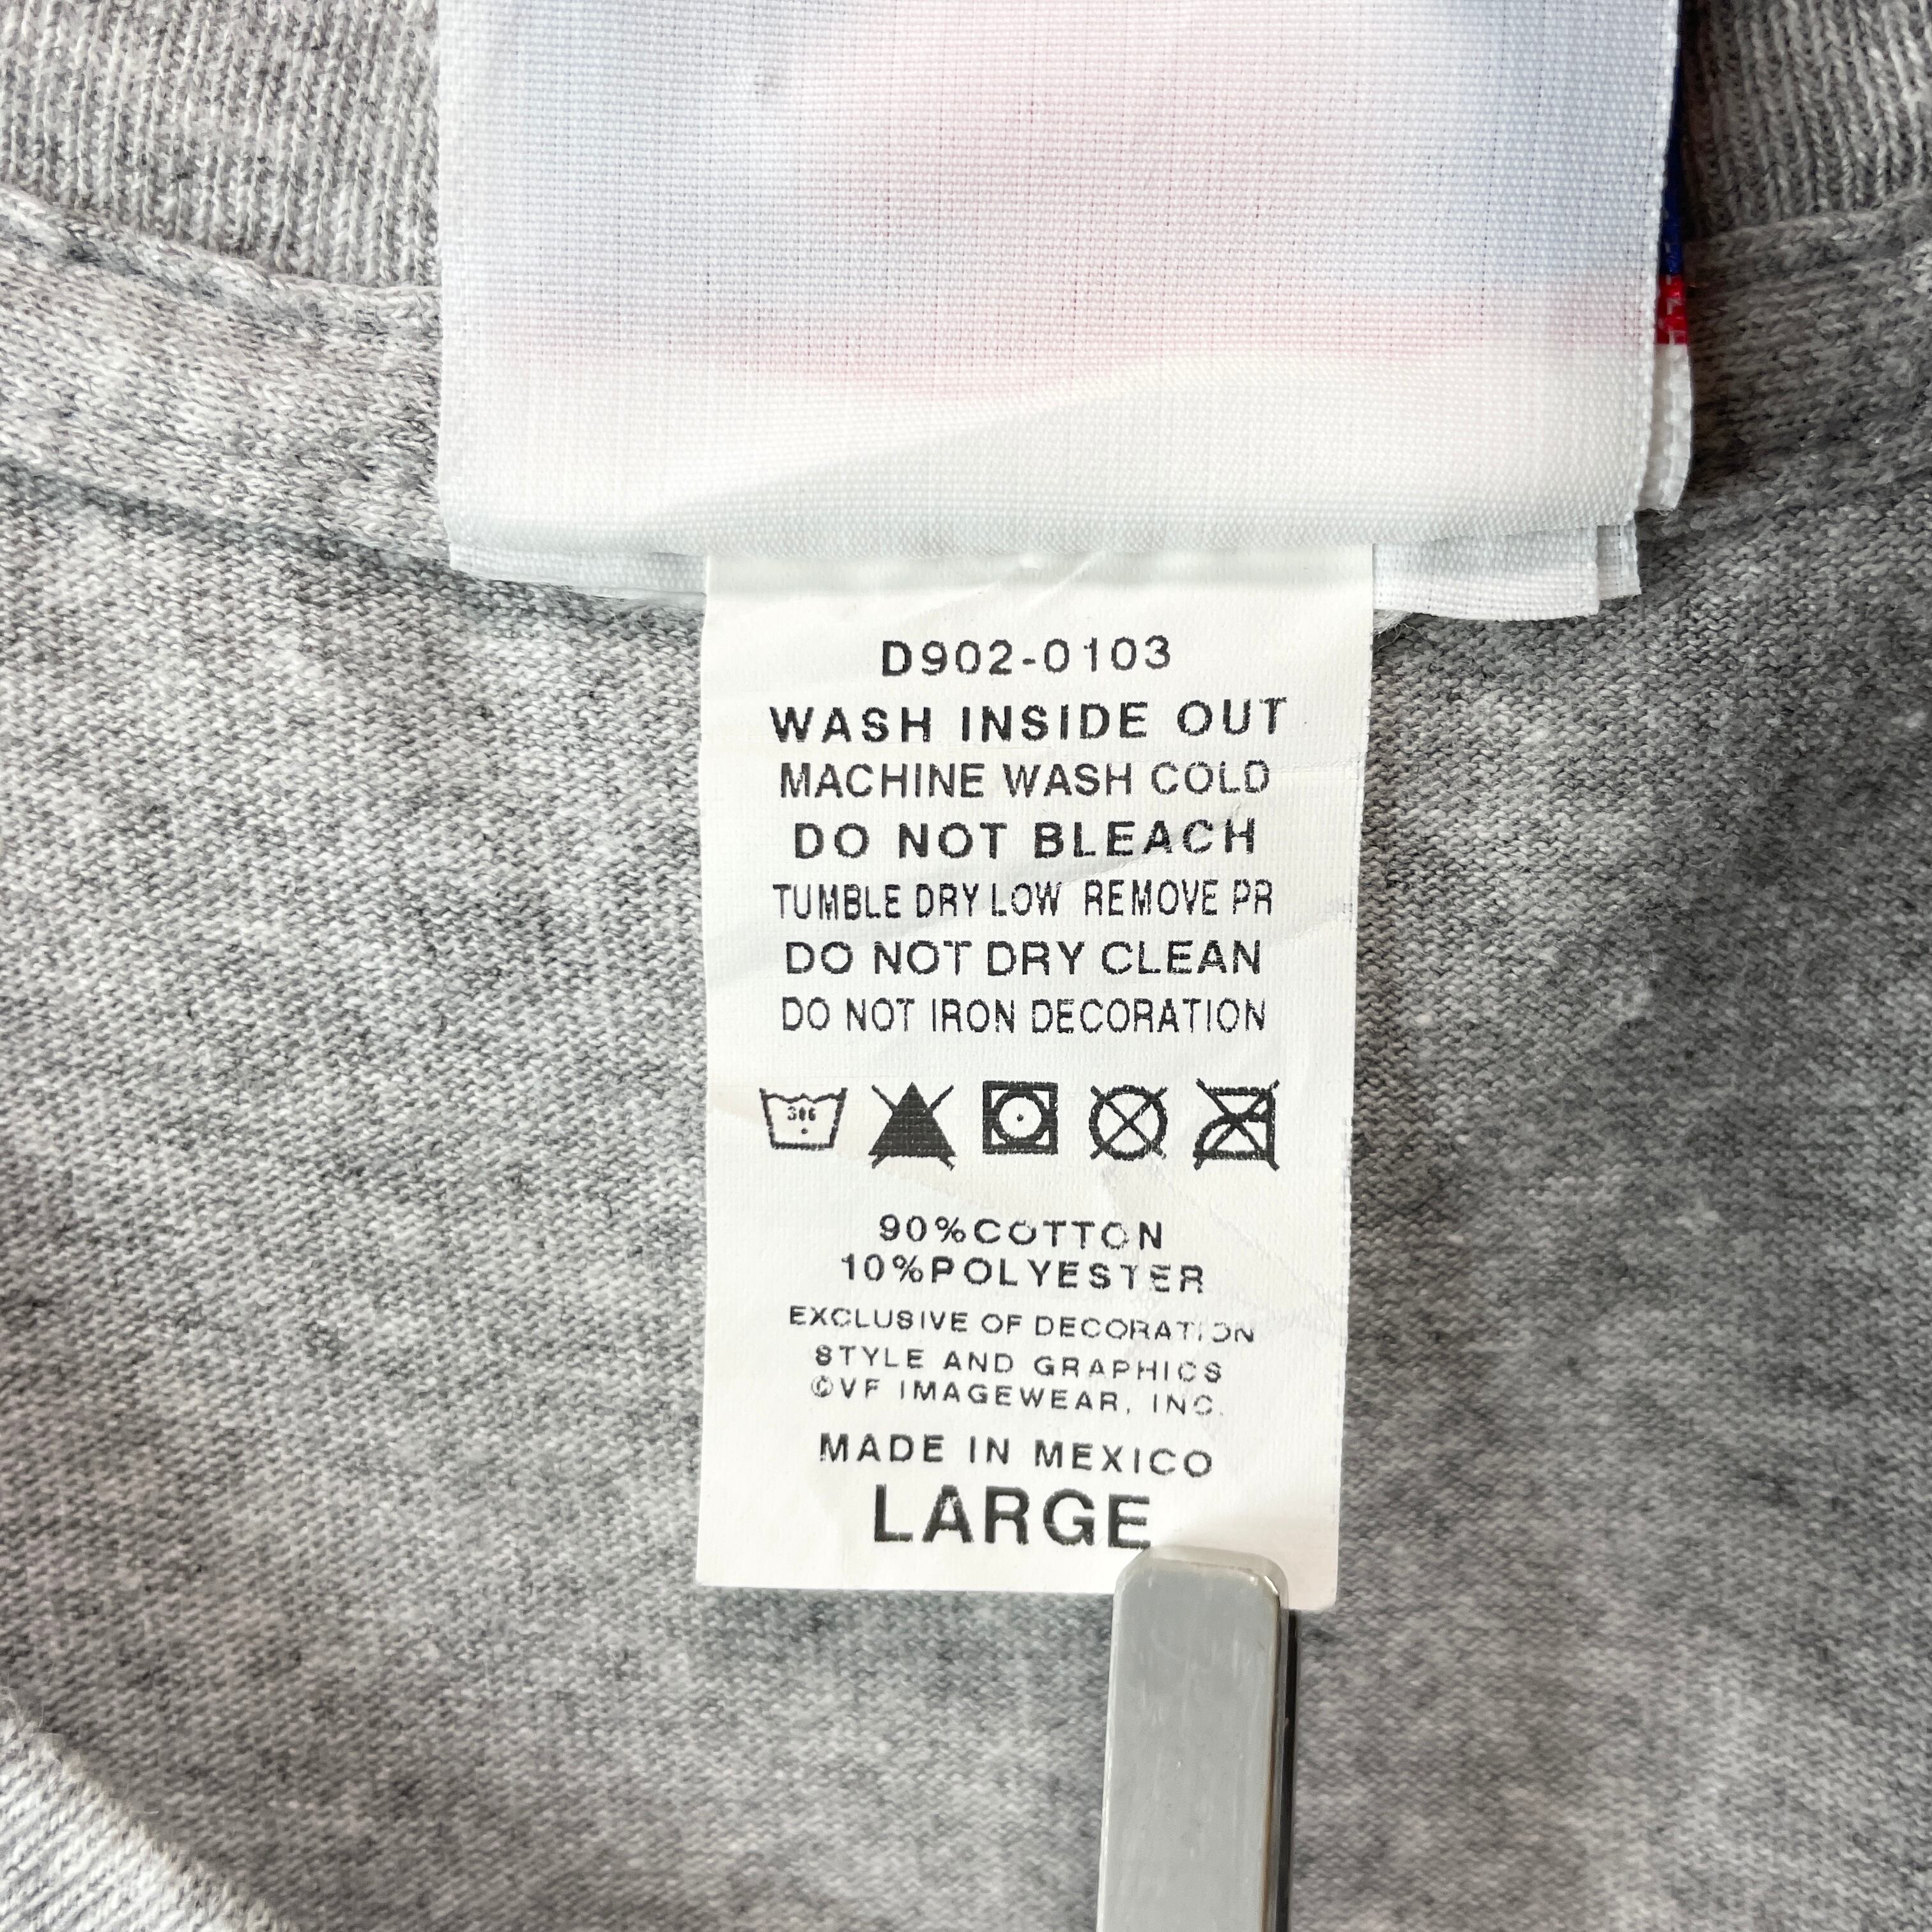 D902-0103
WASH INSIDE OUT
MACHINE WASH COLD
DO NOT BLEACH
TUMBLE DRY LOW REMOVE PR
DO NOT DRY CLEAN
DO NOT IRON DECORATION
90%COTTON
10%POLYESTER
EXCLUSIVE OF DECORATION
STYLE AND GRAPHICS
©VF IMAGEWEAR, INC.
MADE IN MEXICO
LARGE